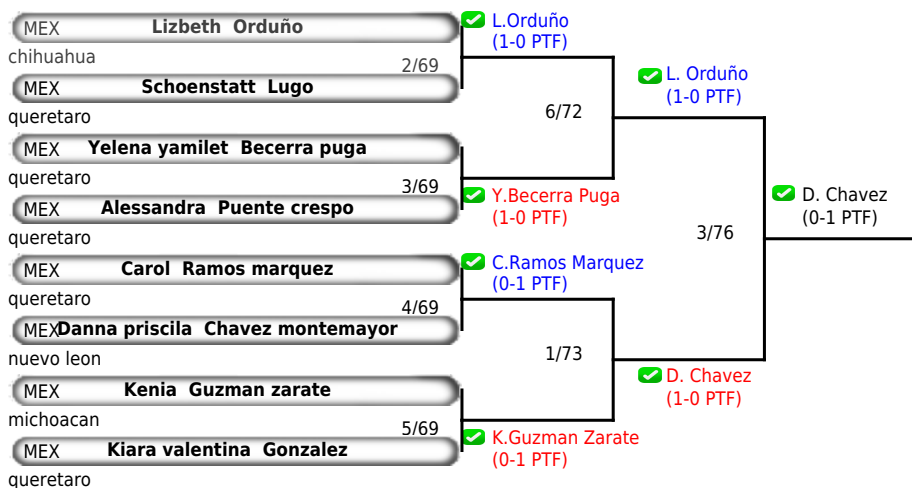 MEX Lizbeth Orduño
chihuahua
2/69
MEX Schoenstatt Lugo
queretaro
L.Orduño
(1-0 PTF)
MEX Yelena yamilet Becerra puga
queretaro
3/69
MEX Alessandra Puente crespo
queretaro
Y.Becerra Puga
(1-0 PTF)
6/72
L. Orduño
(1-0 PTF)
MEX Carol Ramos marquez
queretaro
4/69
MEX Danna priscila Chavez montemayor
nuevo leon
C.Ramos Marquez
(0-1 PTF)
MEX Kenia Guzman zarate
michoacan
5/69
MEX Kiara valentina Gonzalez
queretaro
K.Guzman Zarate
(0-1 PTF)
1/73
D. Chavez
(1-0 PTF)
3/76
D. Chavez
(0-1 PTF)